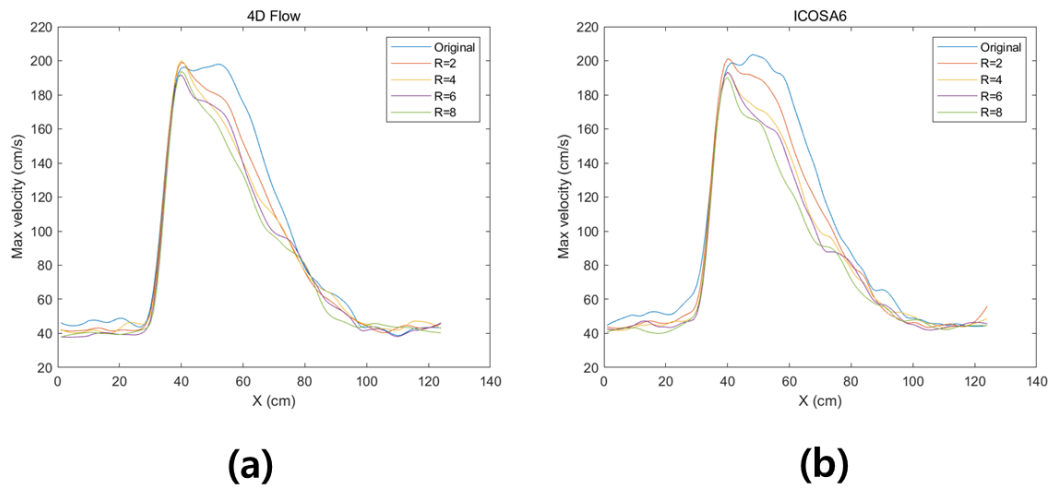 4D Flow
220
200
180
160
140
120
100
80
60
40
20
0 20 40 60 80 100 120 140
Max velocity (cm/s)
X (cm)
Original
R=2
R=4
R=6
R=8
(a)
ICOSA6
220
200
180
160
140
120
100
80
60
40
20
0 20 40 60 80 100 120 140
Max velocity (cm/s)
X (cm)
Original
R=2
R=4
R=6
R=8
(b)